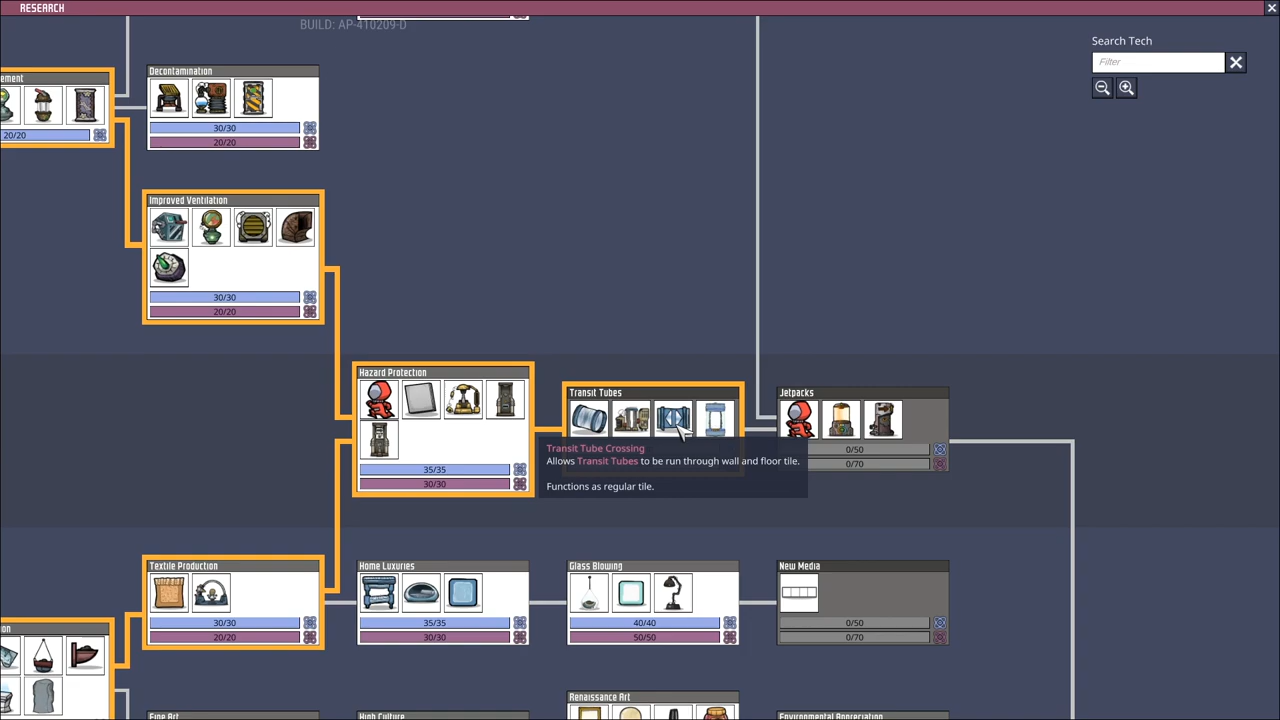 RESEARCH
BUILD: AP-410209-D
Search Tech
Filter
ement
20/20
Decontamination
30/30
20/20
Improved Ventilation
30/30
20/20
Hazard Protection
35/35
30/30
Transit Tubes
Jetpacks
0/50
0/70
Transit Tube Crossing
Allows Transit Tubes to be run through wall and floor tile.
Functions as regular tile.
Textile Production
30/30
20/20
Home Luxuries
35/35
30/30
Glass Blowing
40/40
50/50
New Media
0/50
0/70
ion
Renaissance Art
Fine Art
High Culture
Environmental Appreciation